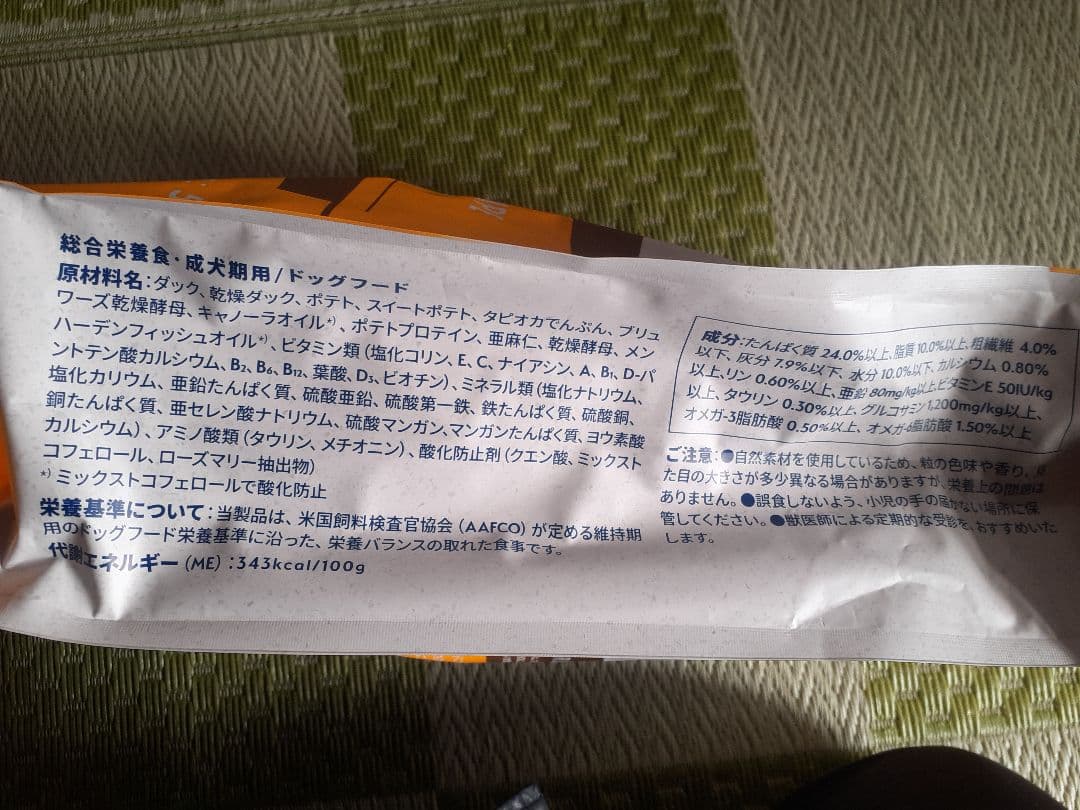 総合栄養食・成犬期用/ドッグフード
原材料名:ダック、乾燥ダック、ポテト、スイートポテト、タピオカでんぷん、ブリュ
ワーズ乾燥酵母、キャノーラオイル*)、ポテトプロテイン、亜麻仁、乾燥酵母、メン
ハーデンフィッシュオイル*)、ビタミン類(塩化コリン、E、C、ナイアシン、A、B1、D-パ
ントテン酸カルシウム、B2、B6、B12、葉酸、D3、ビオチン)、ミネラル類(塩化ナトリウム、
塩化カリウム、亜鉛たんぱく質、硫酸亜鉛、硫酸第一鉄、鉄たんぱく質、硫酸銅、
銅たんぱく質、亜セレン酸ナトリウム、硫酸マンガン、マンガンたんぱく質、ヨウ素酸
カルシウム)、アミノ酸類(タウリン、メチオニン)、酸化防止剤(クエン酸、ミックスト
コフェロール、ローズマリー抽出物)
*)ミックストコフェロールで酸化防止
栄養基準について:当製品は、米国飼料検査官協会(AAFCO)が定める維持期
用のドッグフード栄養基準に沿った、栄養バランスの取れた食事です。
代謝エネルギー(ME):343kcal/100g
成分:たんぱく質 24.0%以上、脂質 10.0%以上、粗繊維 4.0%
以下、灰分 7.9%以下、水分 10.0%以下、カルシウム 0.80%
以上、リン 0.60%以上、亜鉛 80mg/kg以上、ビタミンE 50IU/kg
以上、タウリン 0.30%以上、グルコサミン1,200mg/kg以上、
オメガ-3脂肪酸 0.50%以上、オメガ-6脂肪酸 1.50%以上
ご注意:●自然素材を使用しているため、粒の色味や香り、見
た目の大きさが多少異なる場合がありますが、栄養上の問題は
ありません。●誤食しないよう、小児の手の届かない場所に保
管してください。●獣医師による定期的な受診を、おすすめいた
します。